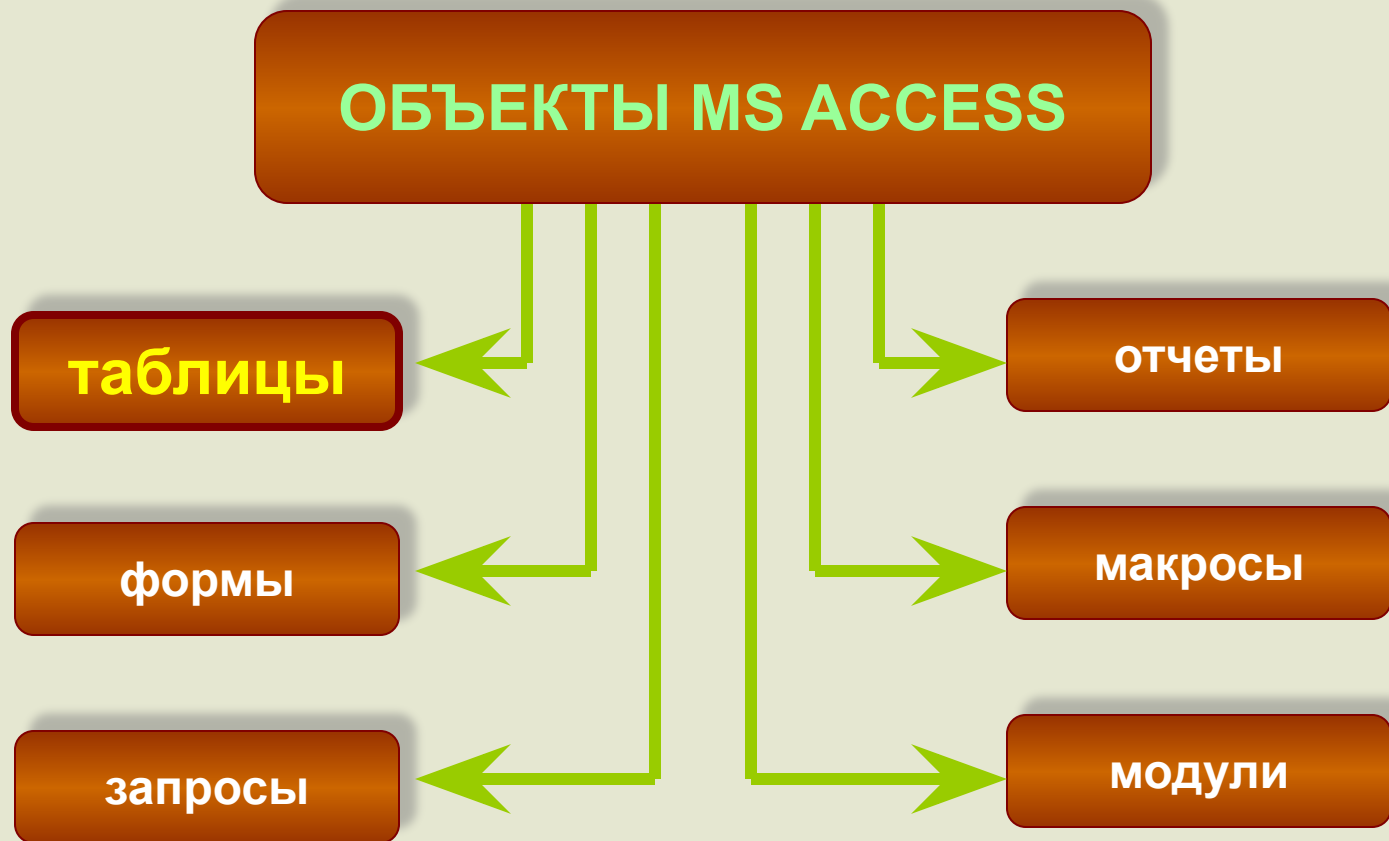 ОБЪЕКТЫ MS ACCESS
таблицы
отчеты
формы
макросы
запросы
модули